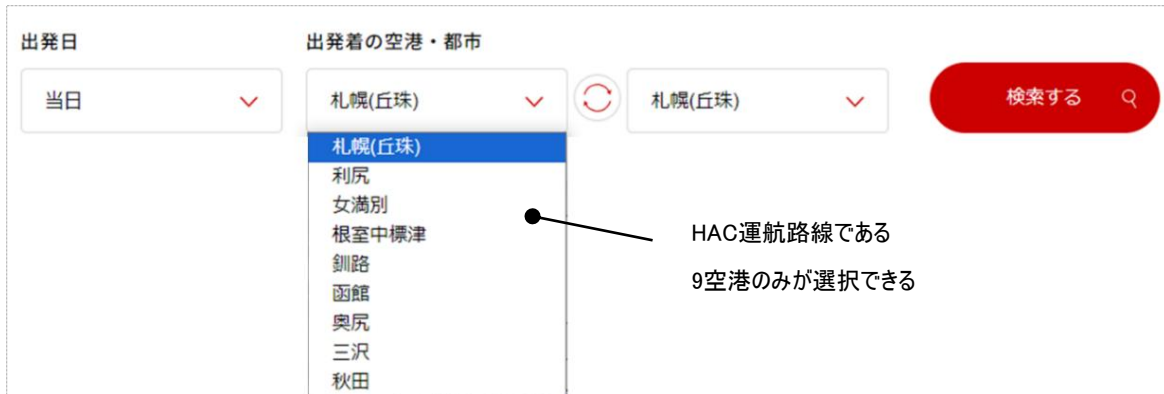 出発日
出発着の空港・都市
当日
札幌(丘珠)
札幌(丘珠)
検索する
札幌(丘珠)
利尻
女満別
根室中標津
釧路
函館
奥尻
三沢
秋田
HAC運航路線である
9空港のみが選択できる